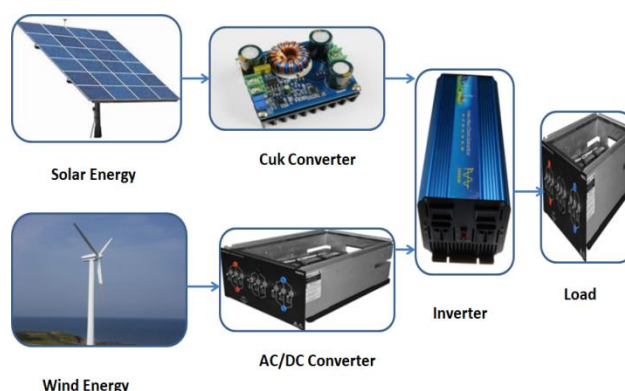 Solar Energy
Cuk Converter
Wind Energy
AC/DC Converter
Inverter
Load